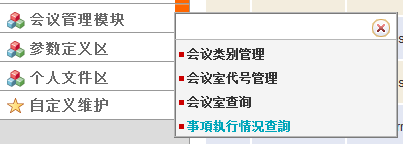 会议管理模块
参数定义区
个人文件区
自定义维护
会议类别管理
会议室代号管理
会议室查询
事項执行情况查詢